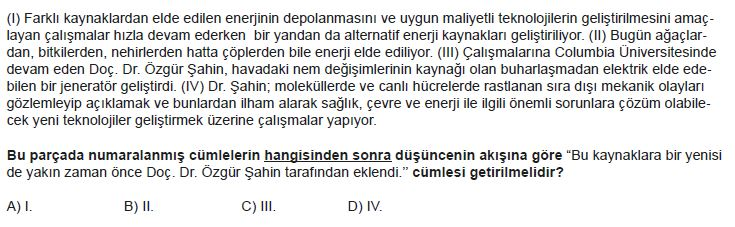 (I) Farklı kaynaklardan elde edilen enerjinin depolanmasını ve uygun maliyetli teknolojilerin geliştirilmesini amaç-
layan çalışmalar hızla devam ederken bir yandan da alternatif enerji kaynakları geliştiriliyor. (II) Bugün ağaçlar-
dan, bitkilerden, nehirlerden hatta çöplerden bile enerji elde ediliyor. (III) Çalışmalarına Columbia Üniversitesinde
devam eden Doç. Dr. Özgür Şahin, havadaki nem değişimlerinin kaynağı olan buharlaşmadan elektrik elde ede-
bilen bir jeneratör geliştirdi. (IV) Dr. Şahin; moleküllerde ve canlı hücrelerde rastlanan sıra dışı mekanik olayları
gözlemleyip açıklamak ve bunlardan ilham alarak sağlık, çevre ve enerji ile ilgili önemli sorunlara çözüm olabile-
cek yeni teknolojiler geliştirmek üzerine çalışmalar yapıyor.
Bu parçada numaralanmış cümlelerin hangisinden sonra düşüncenin akışına göre “Bu kaynaklara bir yenisi
de yakın zaman önce Doç. Dr. Özgür Şahin tarafından eklendi.” cümlesi getirilmelidir?
A) I. B) II. C) III. D) IV.